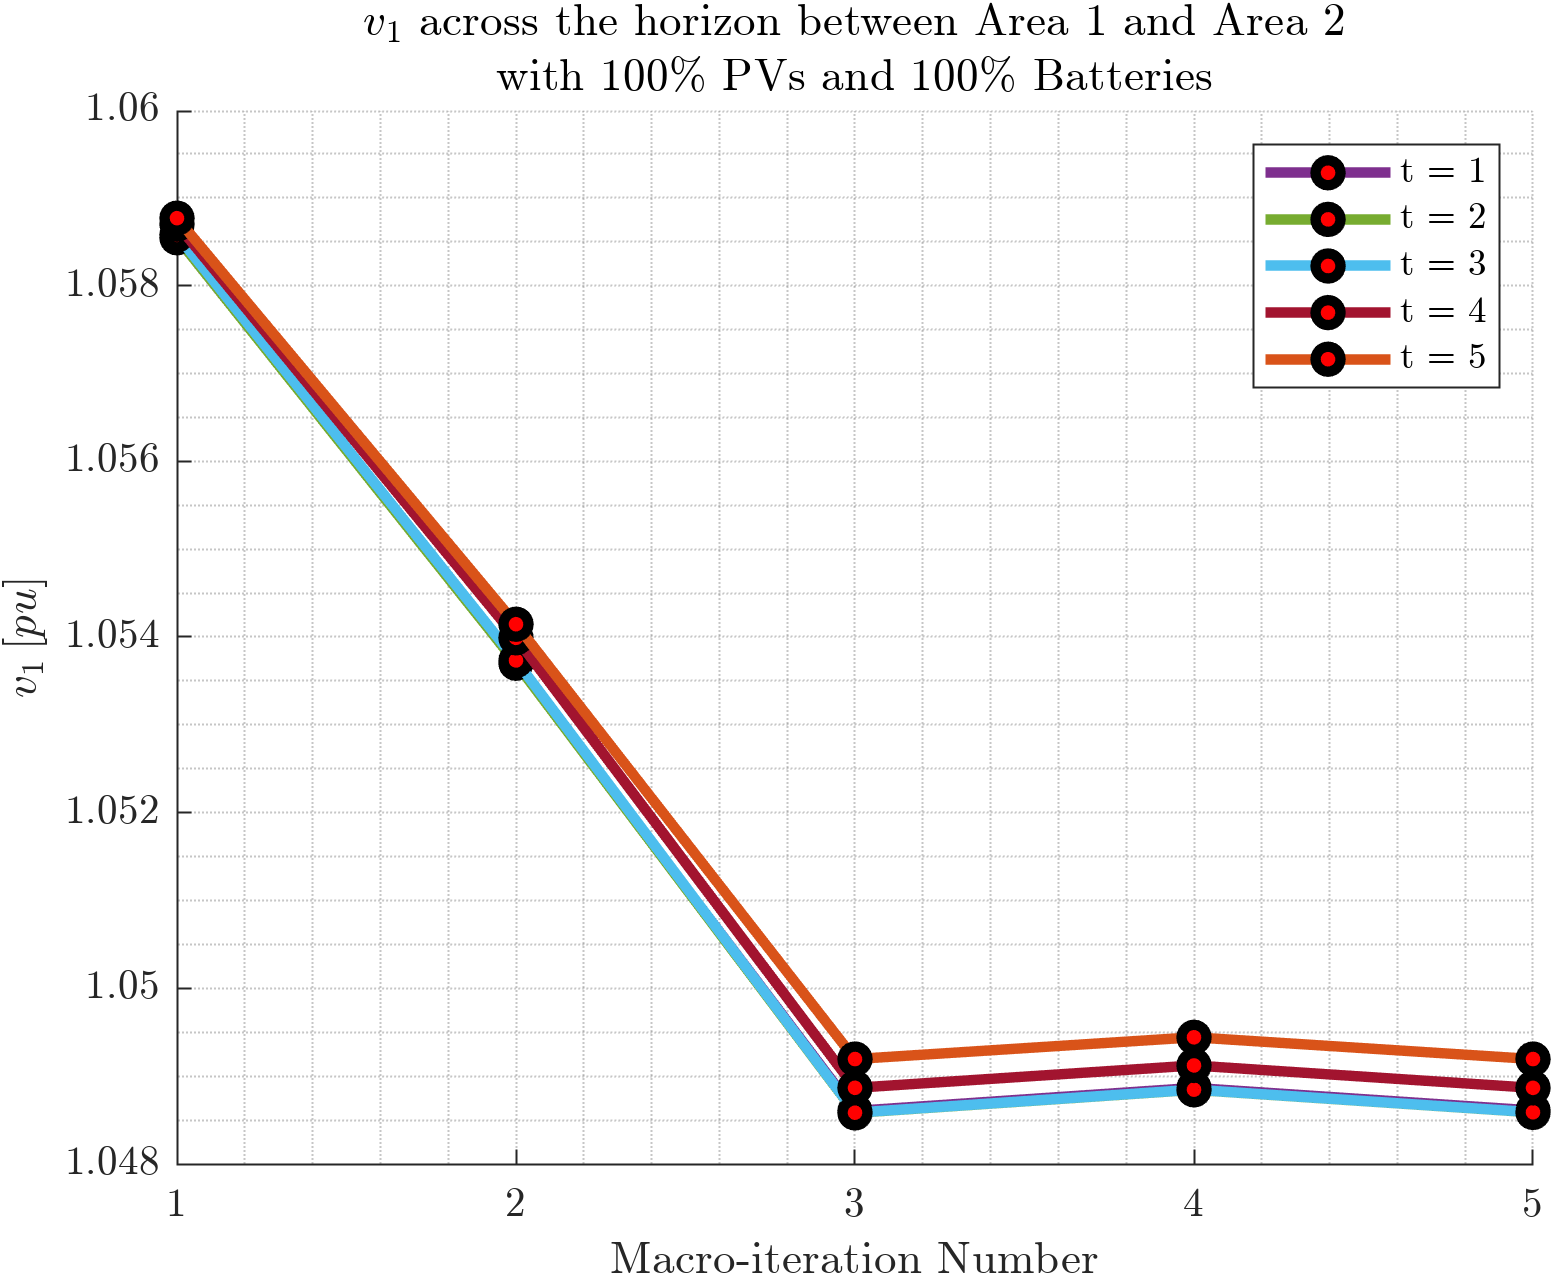 v₁ across the horizon between Area 1 and Area 2
with 100% PVs and 100% Batteries
1.06
1.058
1.056
1.054
1.052
1.05
1.048
v₁ [pu]
t = 1
t = 2
t = 3
t = 4
t = 5
1 2 3 4 5
Macro-iteration Number